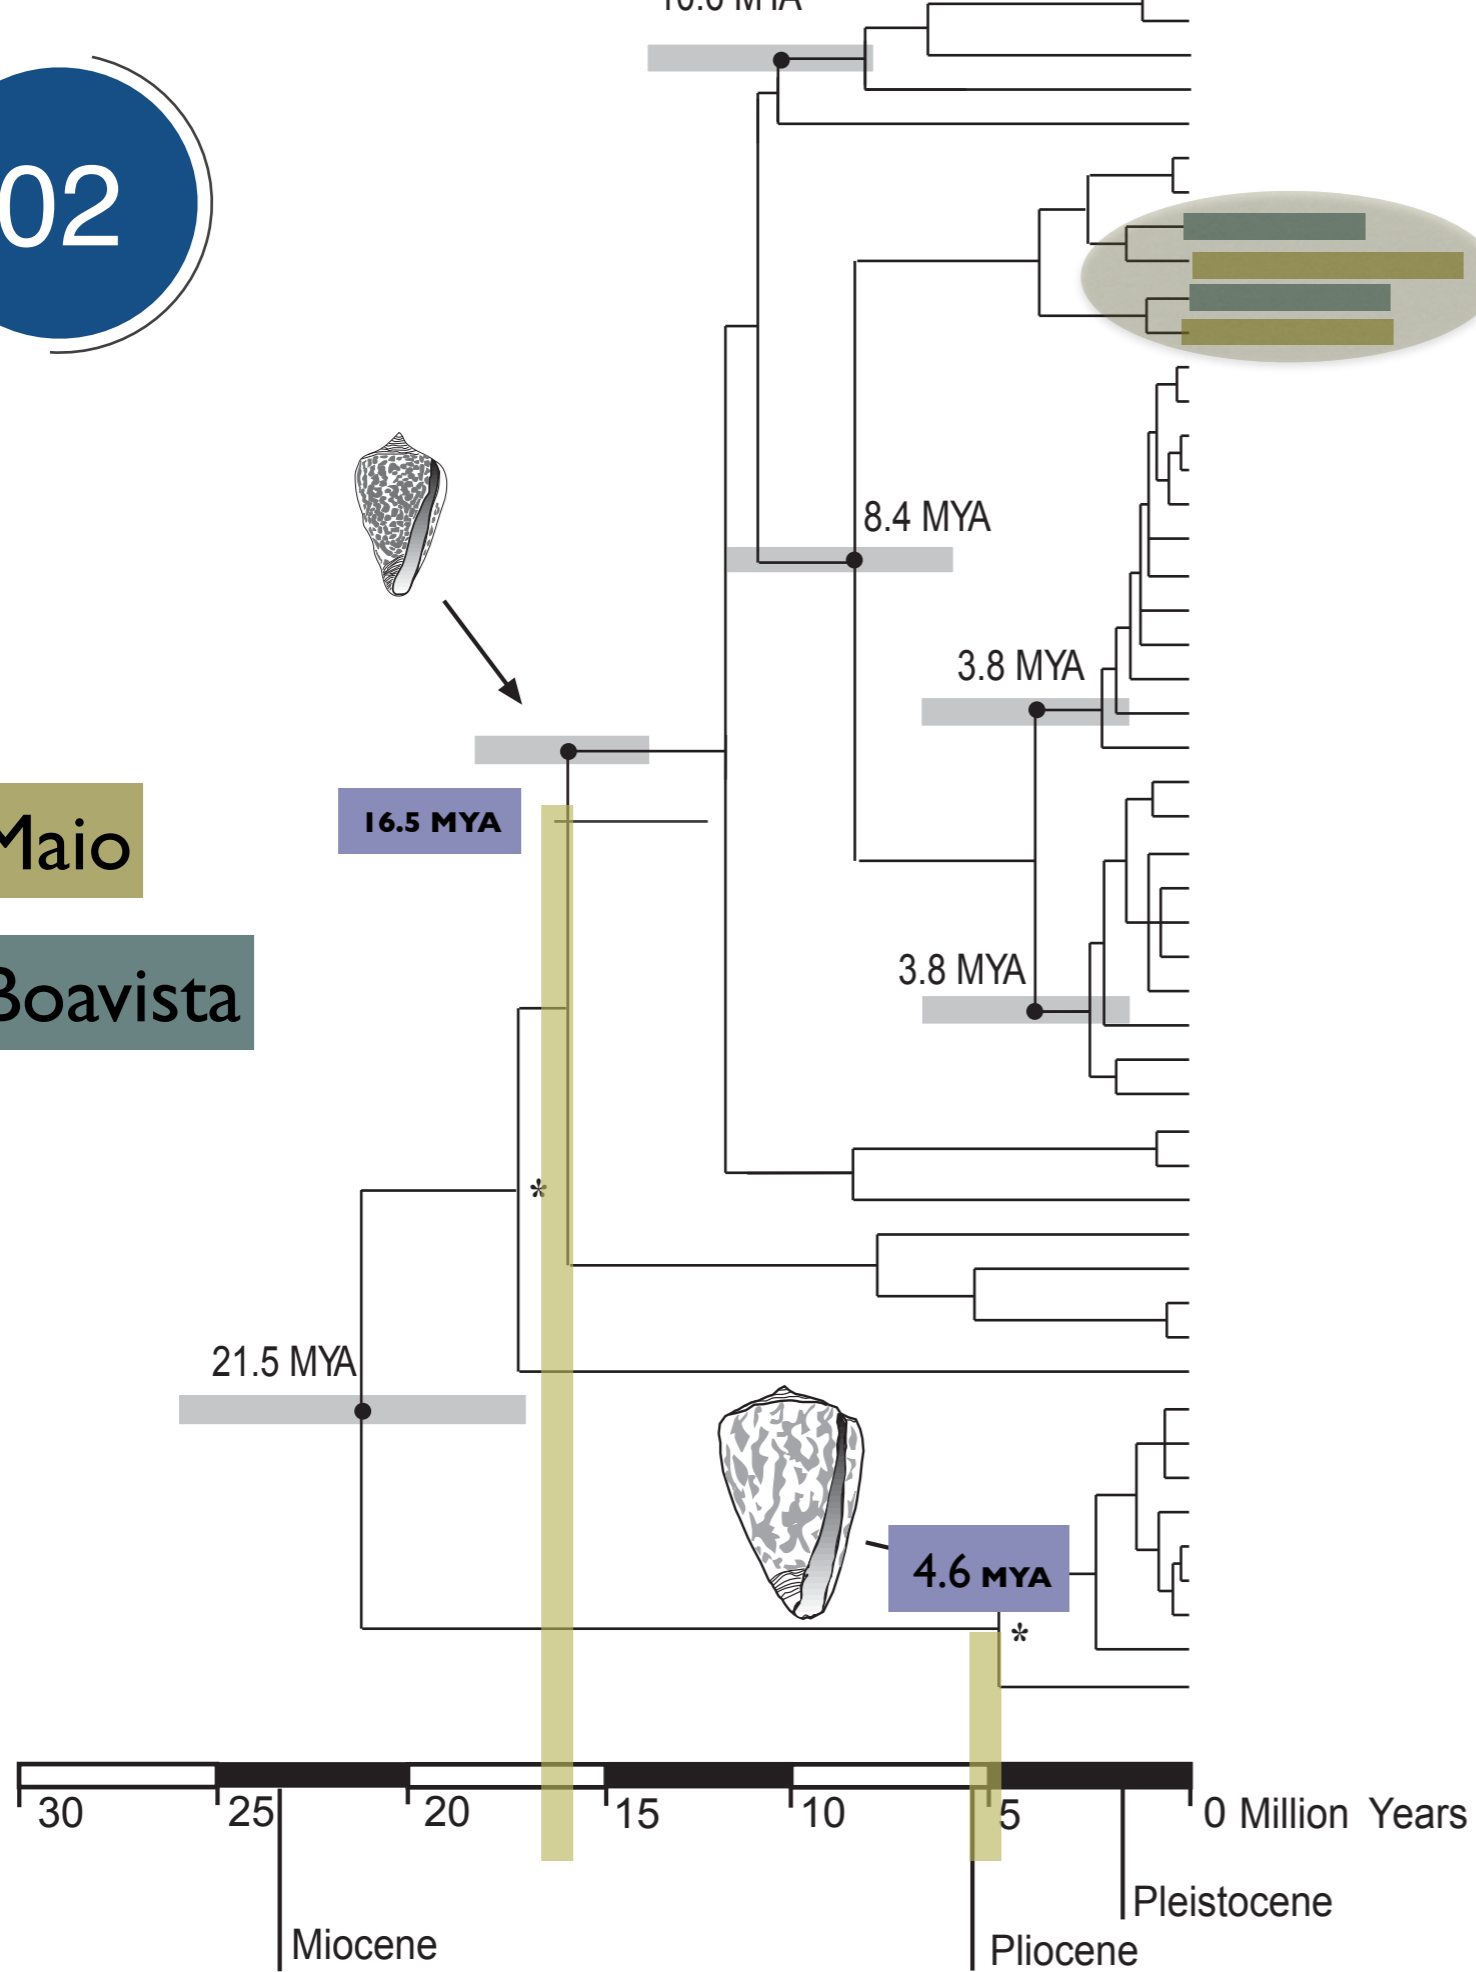 02
8.4 MYA
3.8 MYA
16.5 MYA
Maio
3.8 MYA
Boavista
*
21.5 MYA
4.6 MYA
*
30 25 20 15 10 5 0 Million Years
Pleistocene
Miocene
Pliocene